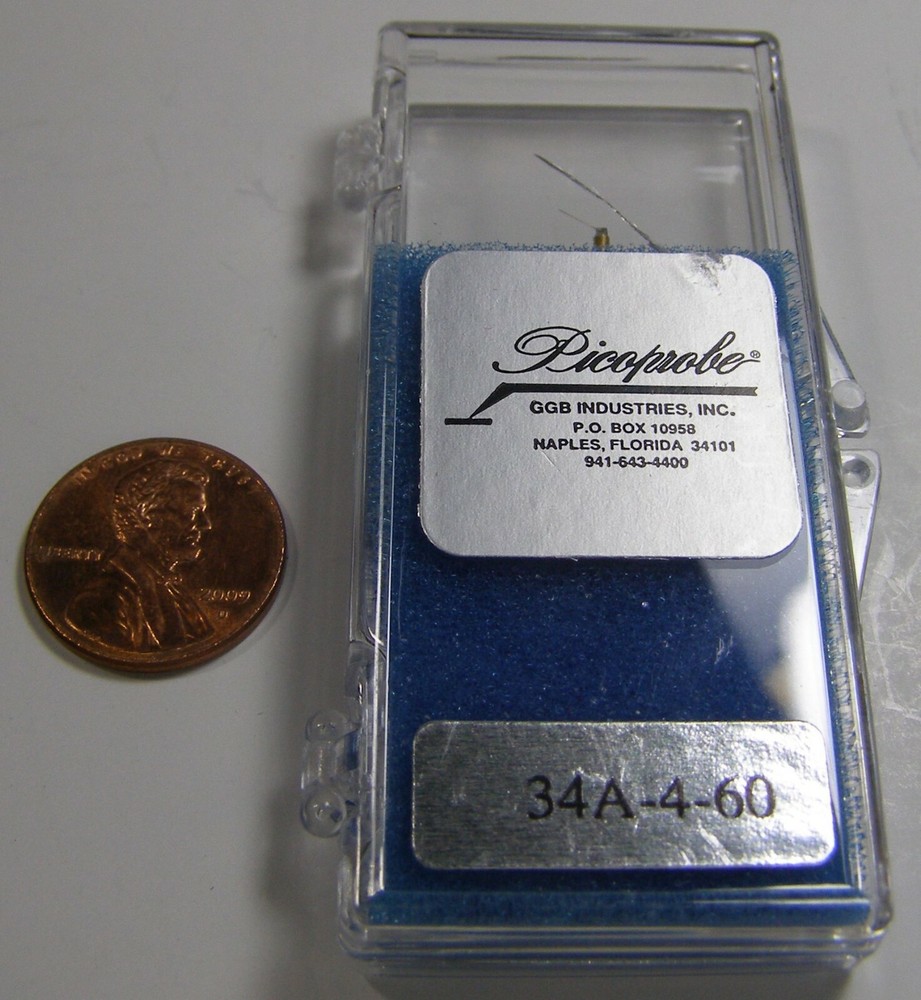 Picoprobe®
GGB INDUSTRIES, INC.
P.O. BOX 10958
NAPLES, FLORIDA 34101
941-643-4400
34A-4-60
IN GOD WE TRUST
LIBERTY
2009
D